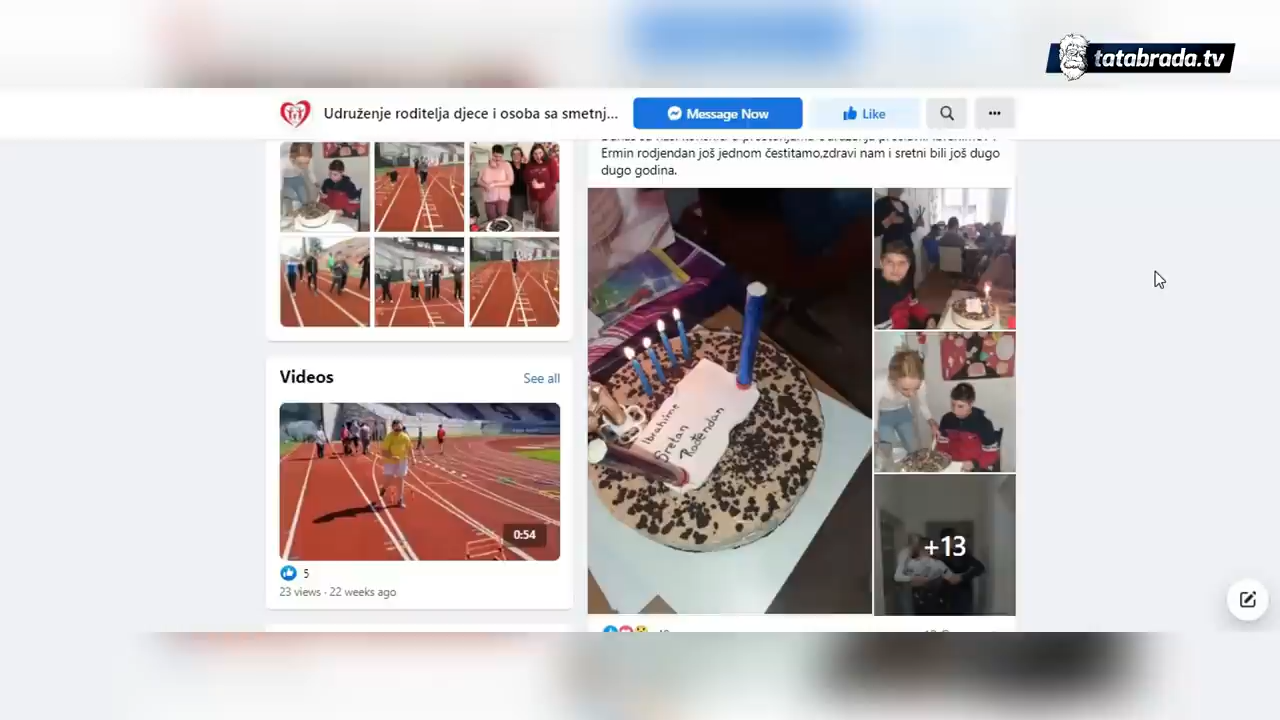 tatabrada.tv
Udruženje roditelja djece i osoba sa smetnj...
Message Now
Like
Ermin rodjendan još jednom čestitamo,zdravi nam i sretni bili još dugo
dugo godina.
Videos
See all
0:54
5
23 views · 22 weeks ago
Ibrahime
Sretan
Rođendan
+13